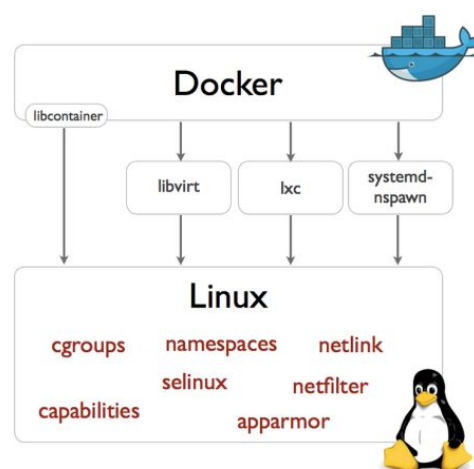 Docker
libcontainer
libvirt
lxc
systemd-
nspawn
Linux
cgroups
namespaces
netlink
selinux
netfilter
capabilities
apparmor